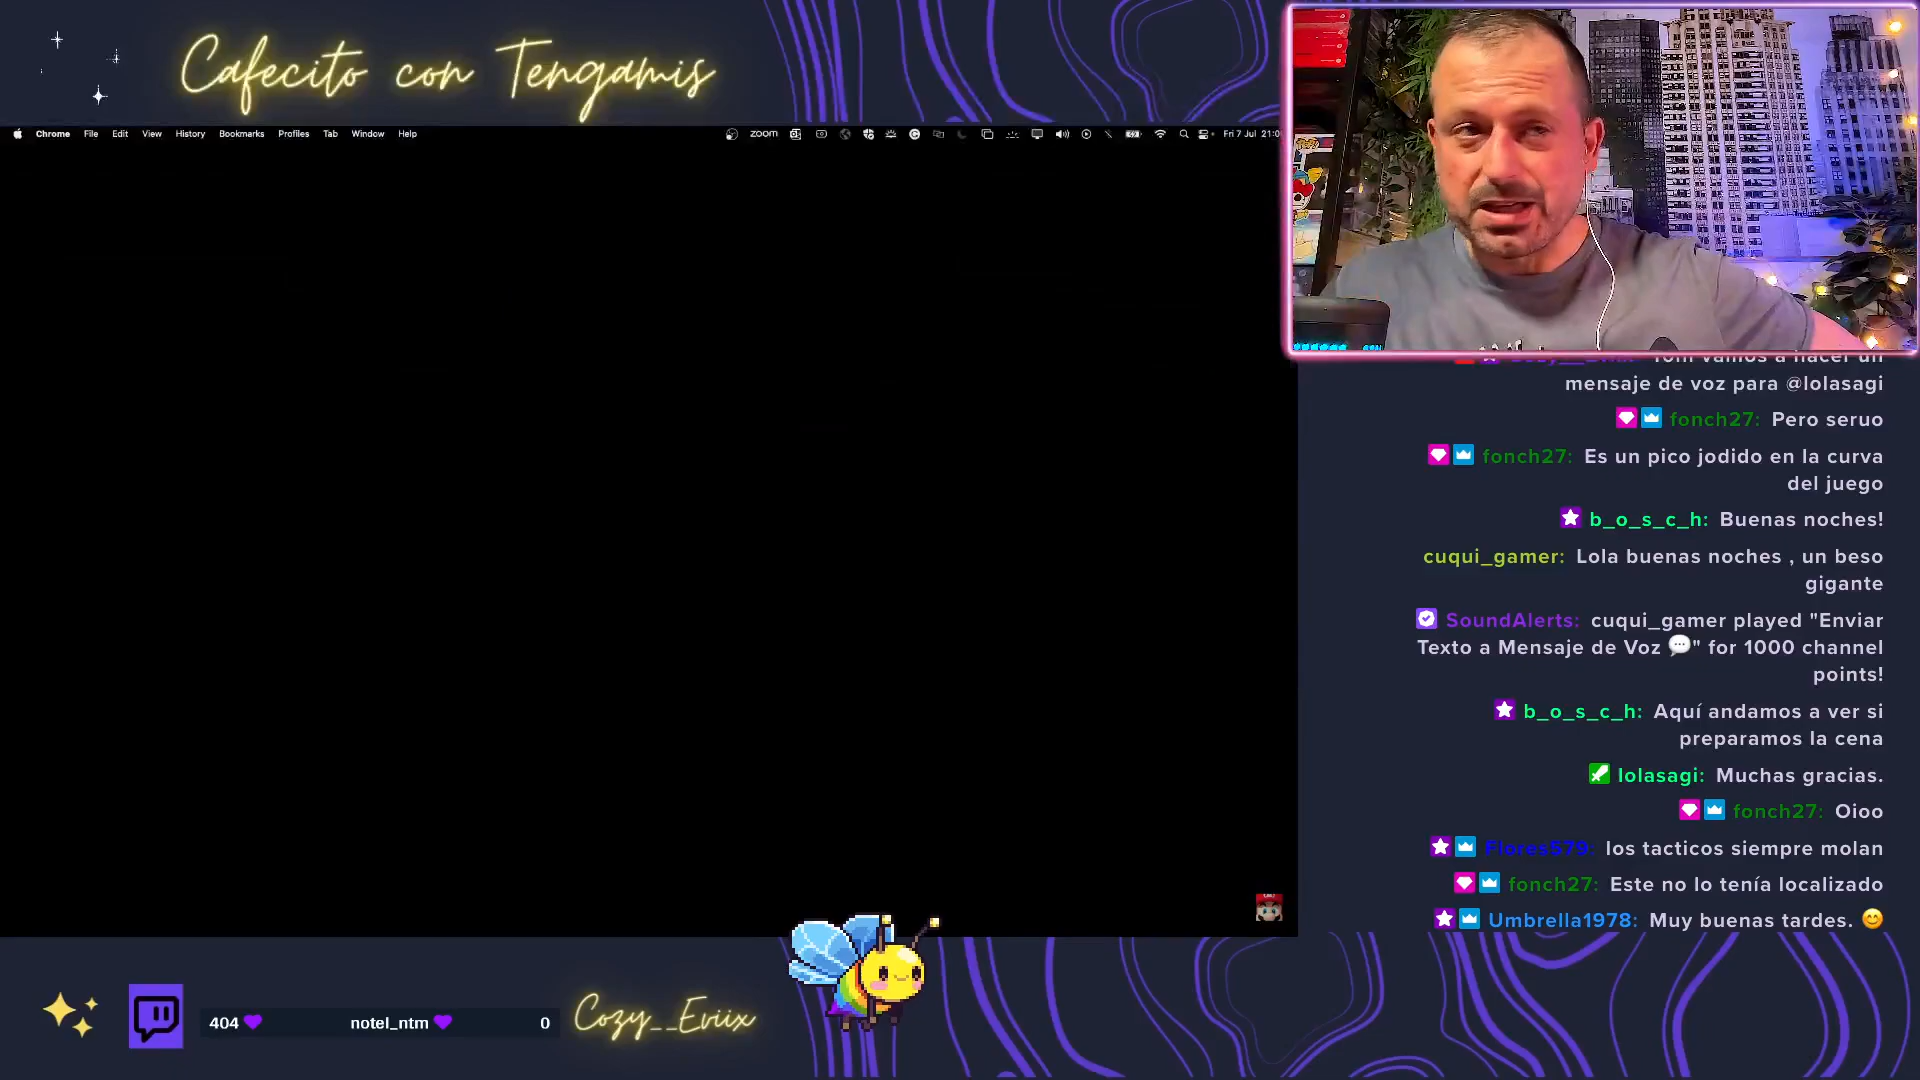 Cafecito con Tengamis
Chrome File Edit View History Bookmarks Profiles Tab Window Help
zoom Fri 7 Jul 21:0
mensaje de voz para @lolasagi
fonch27: Pero seruo
fonch27: Es un pico jodido en la curva
del juego
b_o_s_c_h: Buenas noches!
cuqui_gamer: Lola buenas noches , un beso
gigante
SoundAlerts: cuqui_gamer played "Enviar
Texto a Mensaje de Voz 💬" for 1000 channel
points!
b_o_s_c_h: Aquí andamos a ver si
preparamos la cena
lolasagi: Muchas gracias.
fonch27: Oioo
Flores579: los tacticos siempre molan
fonch27: Este no lo tenía localizado
Umbrella1978: Muy buenas tardes. 😊
404 💜 notel_ntm 💜 0
Cozy__Eviix